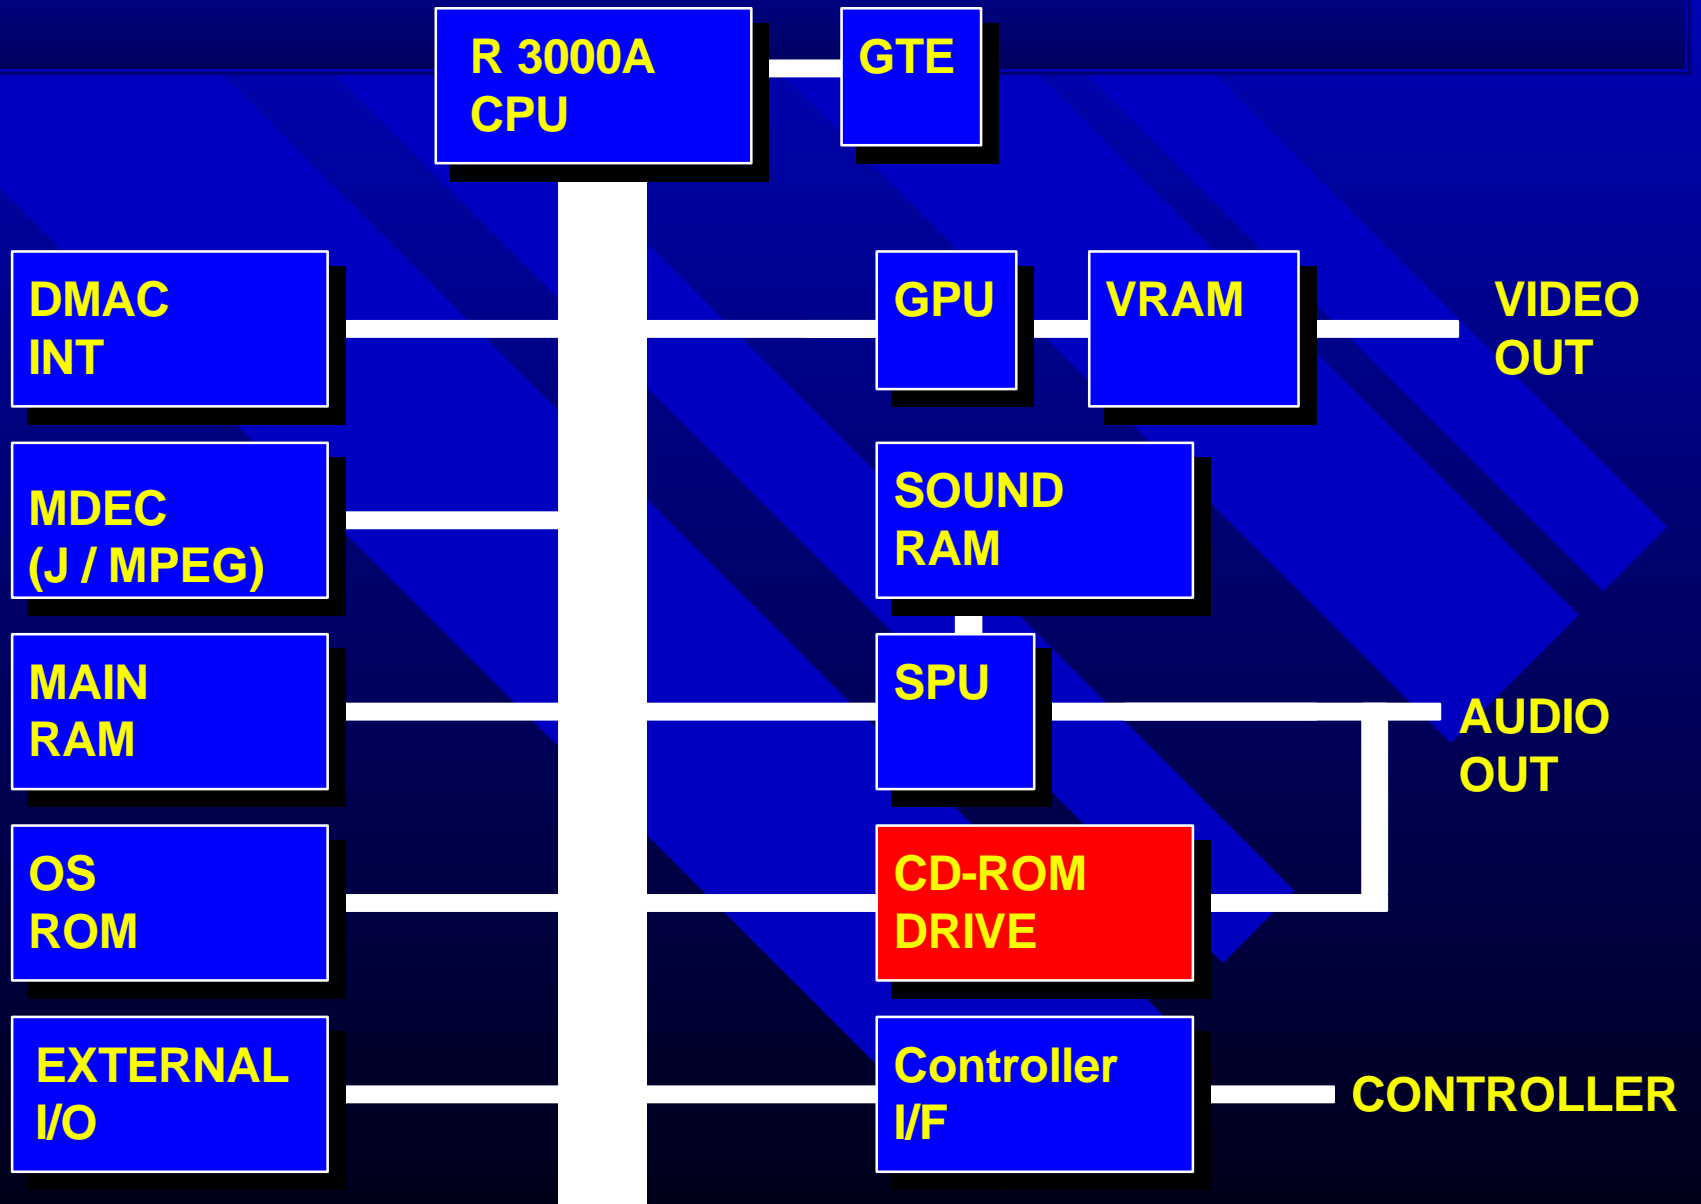 R 3000A
CPU
GTE
DMAC
INT
GPU
VRAM
VIDEO
OUT
MDEC
(J / MPEG)
SOUND
RAM
MAIN
RAM
SPU
AUDIO
OUT
OS
ROM
CD-ROM
DRIVE
EXTERNAL
I/O
Controller
I/F
CONTROLLER